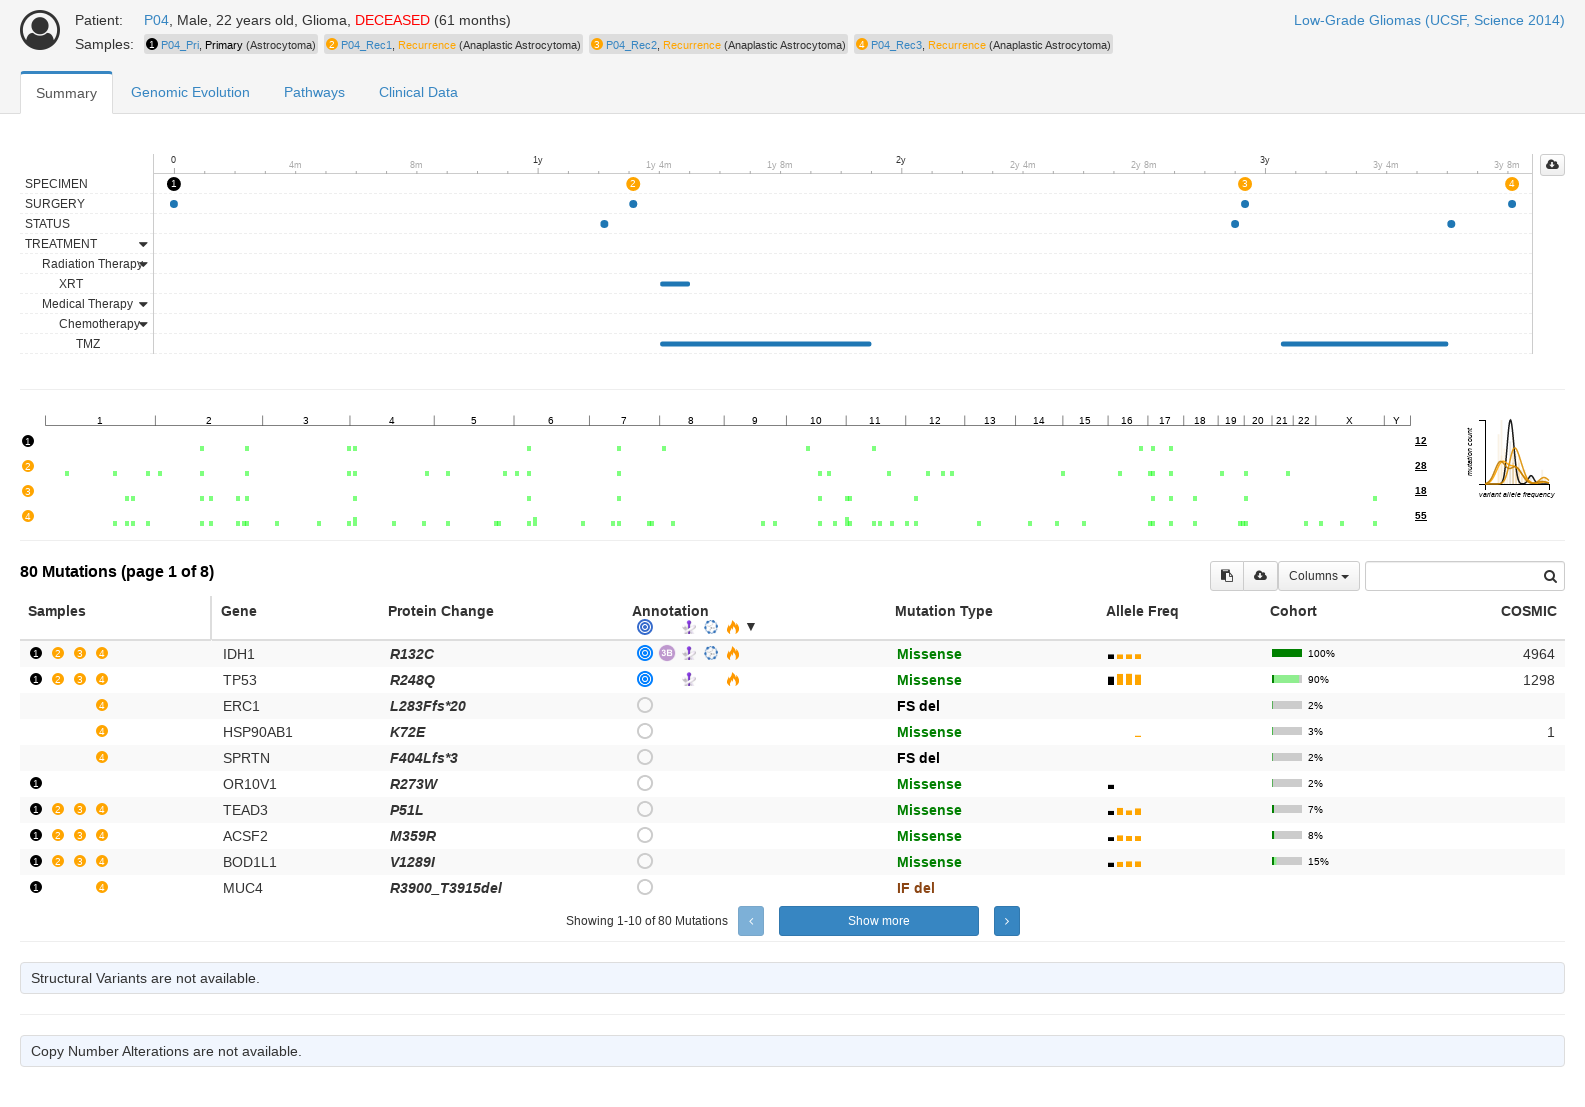 Patient: P04, Male, 22 years old, Glioma, DECEASED (61 months) Low-Grade Gliomas (UCSF, Science 2014)
Samples: 1 P04_Pri, Primary (Astrocytoma) 2 P04_Rec1, Recurrence (Anaplastic Astrocytoma) 3 P04_Rec2, Recurrence (Anaplastic Astrocytoma) 4 P04_Rec3, Recurrence (Anaplastic Astrocytoma)
Summary Genomic Evolution Pathways Clinical Data
0 4m 8m 1y 1y 4m 1y 8m 2y 2y 4m 2y 8m 3y 3y 4m 3y 8m
SPECIMEN 1 2 3 4
SURGERY
STATUS
TREATMENT
Radiation Therapy
XRT
Medical Therapy
Chemotherapy
TMZ
1 2 3 4 5 6 7 8 9 10 11 12 13 14 15 16 17 18 19 20 21 22 X Y
1 12
2 28
3 18
4 55
mutation count
variant allele frequency
80 Mutations (page 1 of 8) Columns
Samples Gene Protein Change Annotation Mutation Type Allele Freq Cohort COSMIC
1 2 3 4 IDH1 R132C 3B Missense 100% 4964
1 2 3 4 TP53 R248Q Missense 90% 1298
4 ERC1 L283Ffs*20 FS del 2%
4 HSP90AB1 K72E Missense 3% 1
4 SPRTN F404Lfs*3 FS del 2%
1 OR10V1 R273W Missense 2%
1 2 3 4 TEAD3 P51L Missense 7%
1 2 3 4 ACSF2 M359R Missense 8%
1 2 3 4 BOD1L1 V1289I Missense 15%
1 4 MUC4 R3900_T3915del IF del
Showing 1-10 of 80 Mutations ‹ Show more ›
Structural Variants are not available.
Copy Number Alterations are not available.